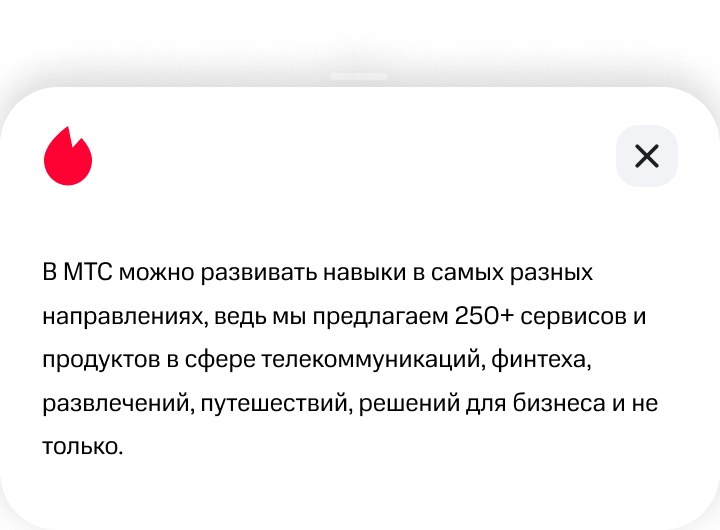 В МТС можно развивать навыки в самых разных
направлениях, ведь мы предлагаем 250+ сервисов и
продуктов в сфере телекоммуникаций, финтеха,
развлечений, путешествий, решений для бизнеса и не
только.